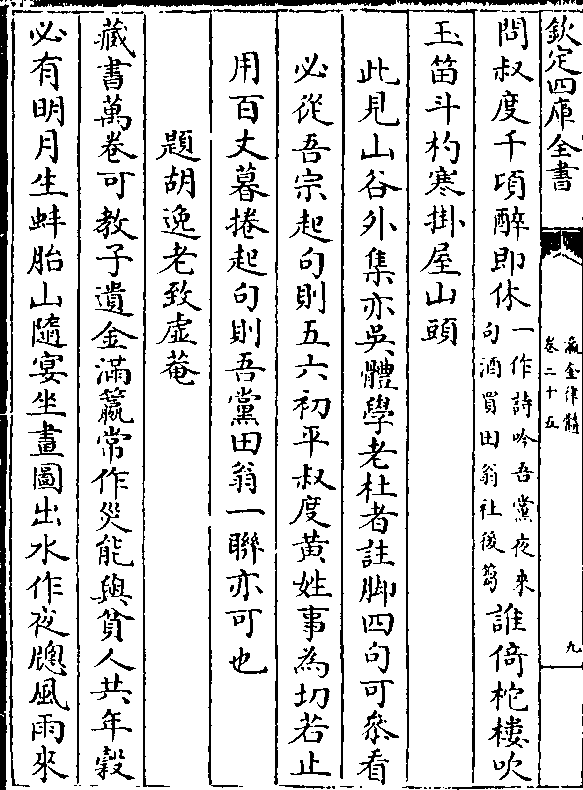 欽定四庫全書
瀛奎律髓
卷二十五
九
問叔度千頃醉即休一作詩吟吾黨夜來
句酒買田翁社後篘誰倚柁樓吹
玉笛斗杓寒掛屋山頭
此見山谷外集亦吳體學老杜者註脚四句可叅看
必從吾宗起句則五六初平叔度黃姓事為切若止
用百丈暮捲起句則吾黨田翁一聯亦可也
題胡逸老致虛菴
藏書萬卷可教子遺金滿籯常作災能與貧人共年穀
必有明月生蚌胎山隨宴坐畫圖出水作夜窻風雨來